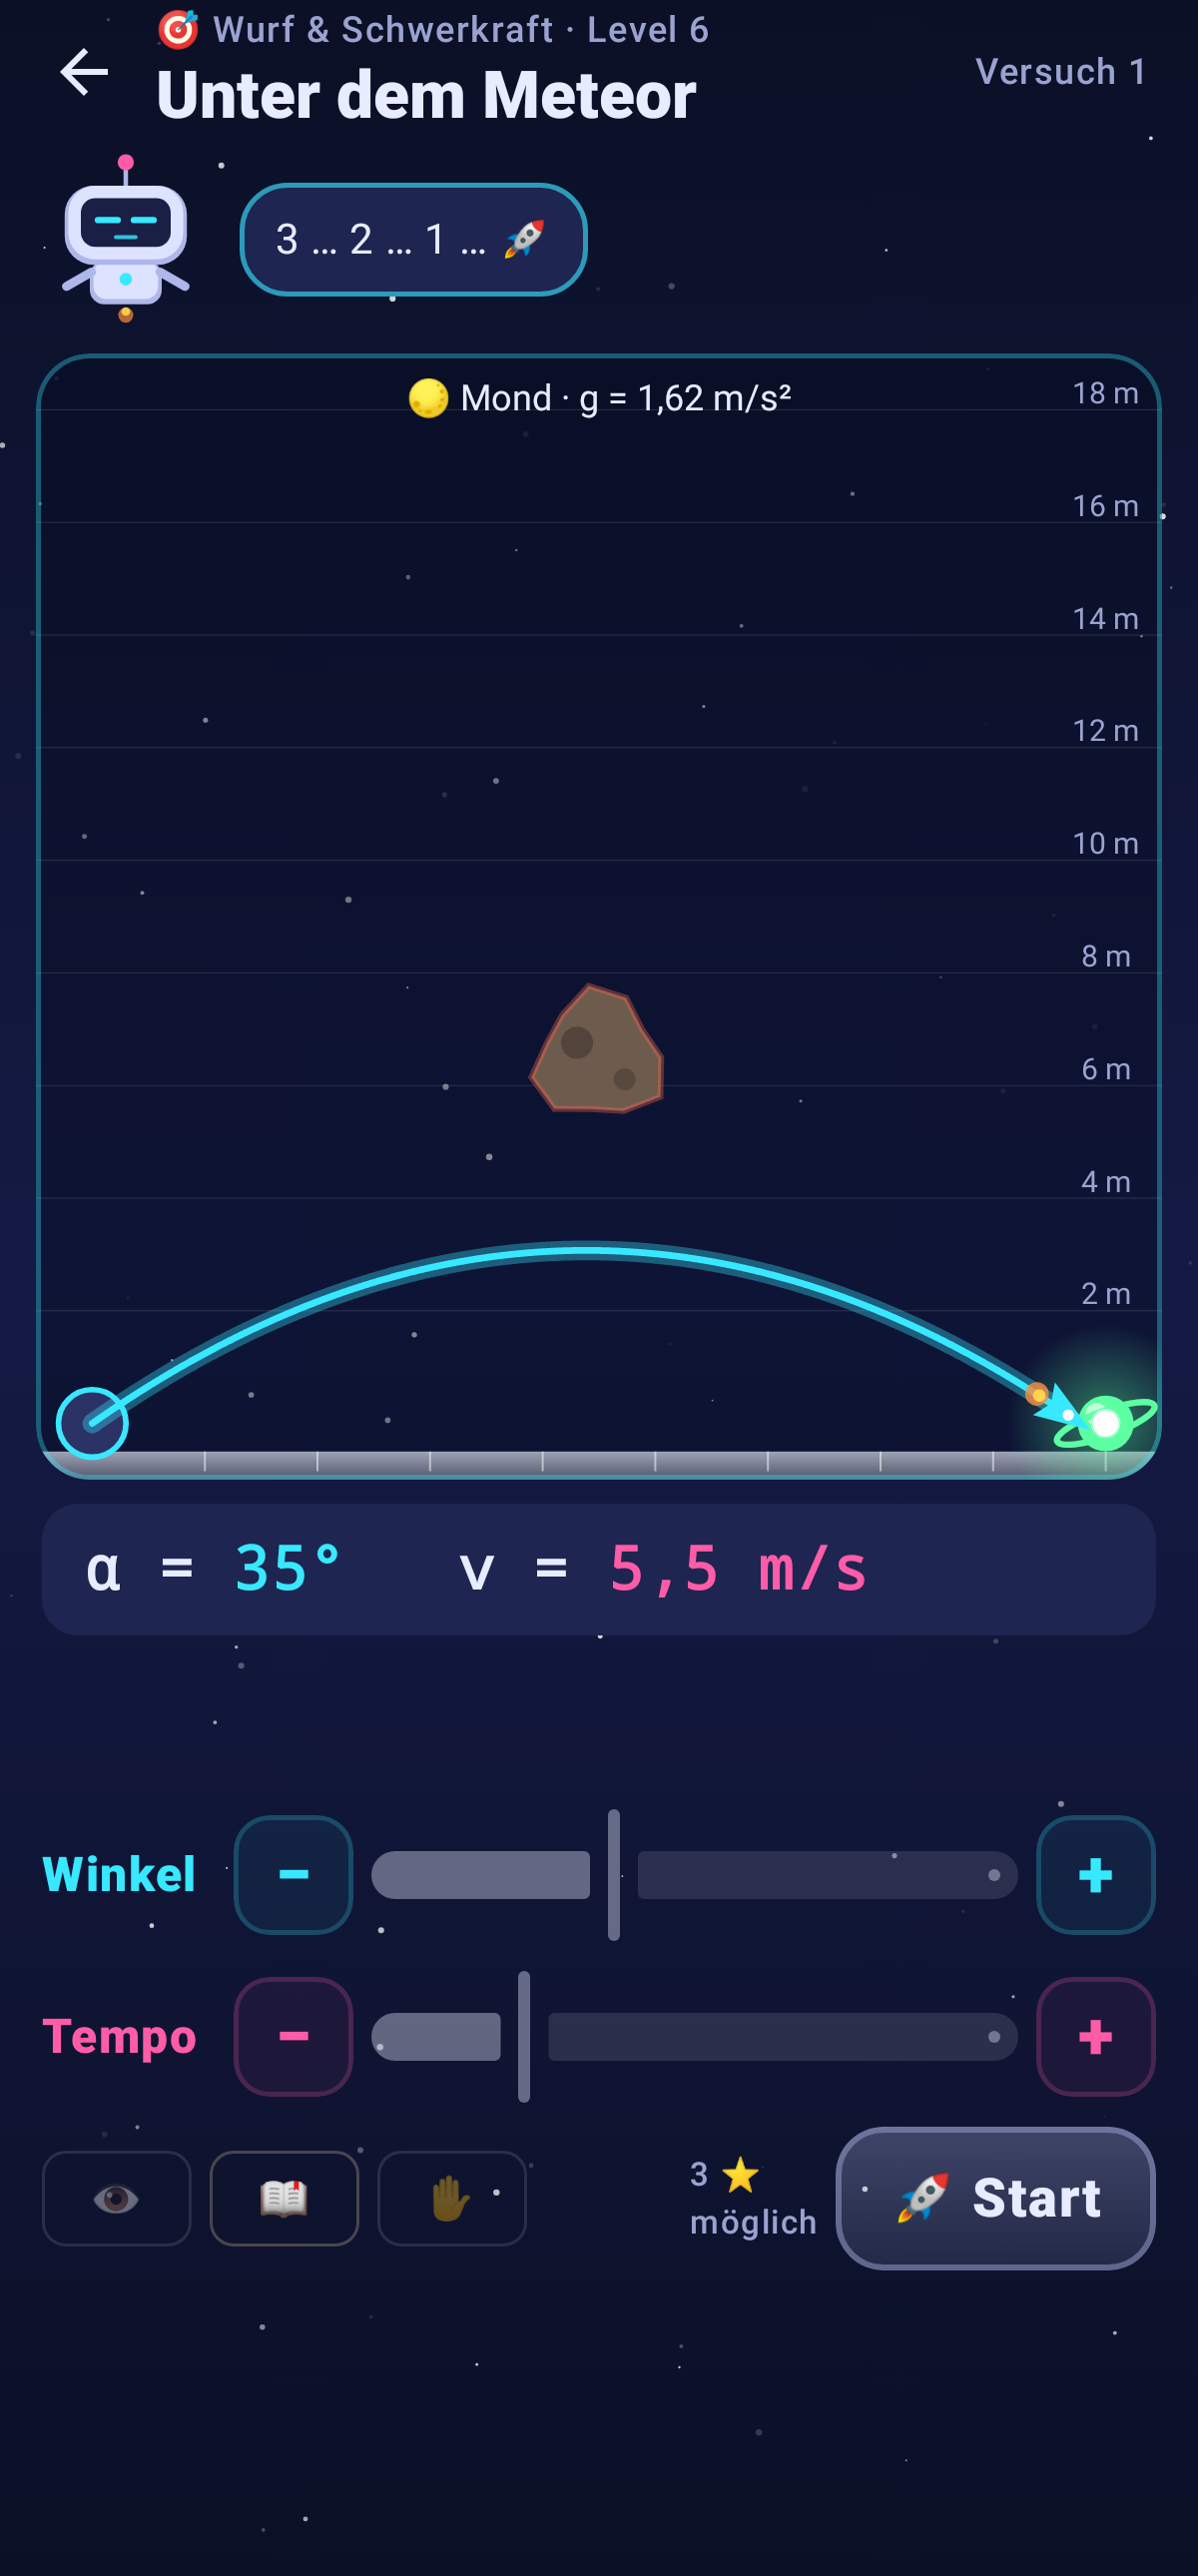 🎯 Wurf & Schwerkraft · Level 6
Unter dem Meteor
Versuch 1
3 … 2 … 1 … 🚀
Mond · g = 1,62 m/s²
18 m
16 m
14 m
12 m
10 m
8 m
6 m
4 m
2 m
α = 35° v = 5,5 m/s
Winkel − +
Tempo − +
3 ⭐
möglich
🚀 Start